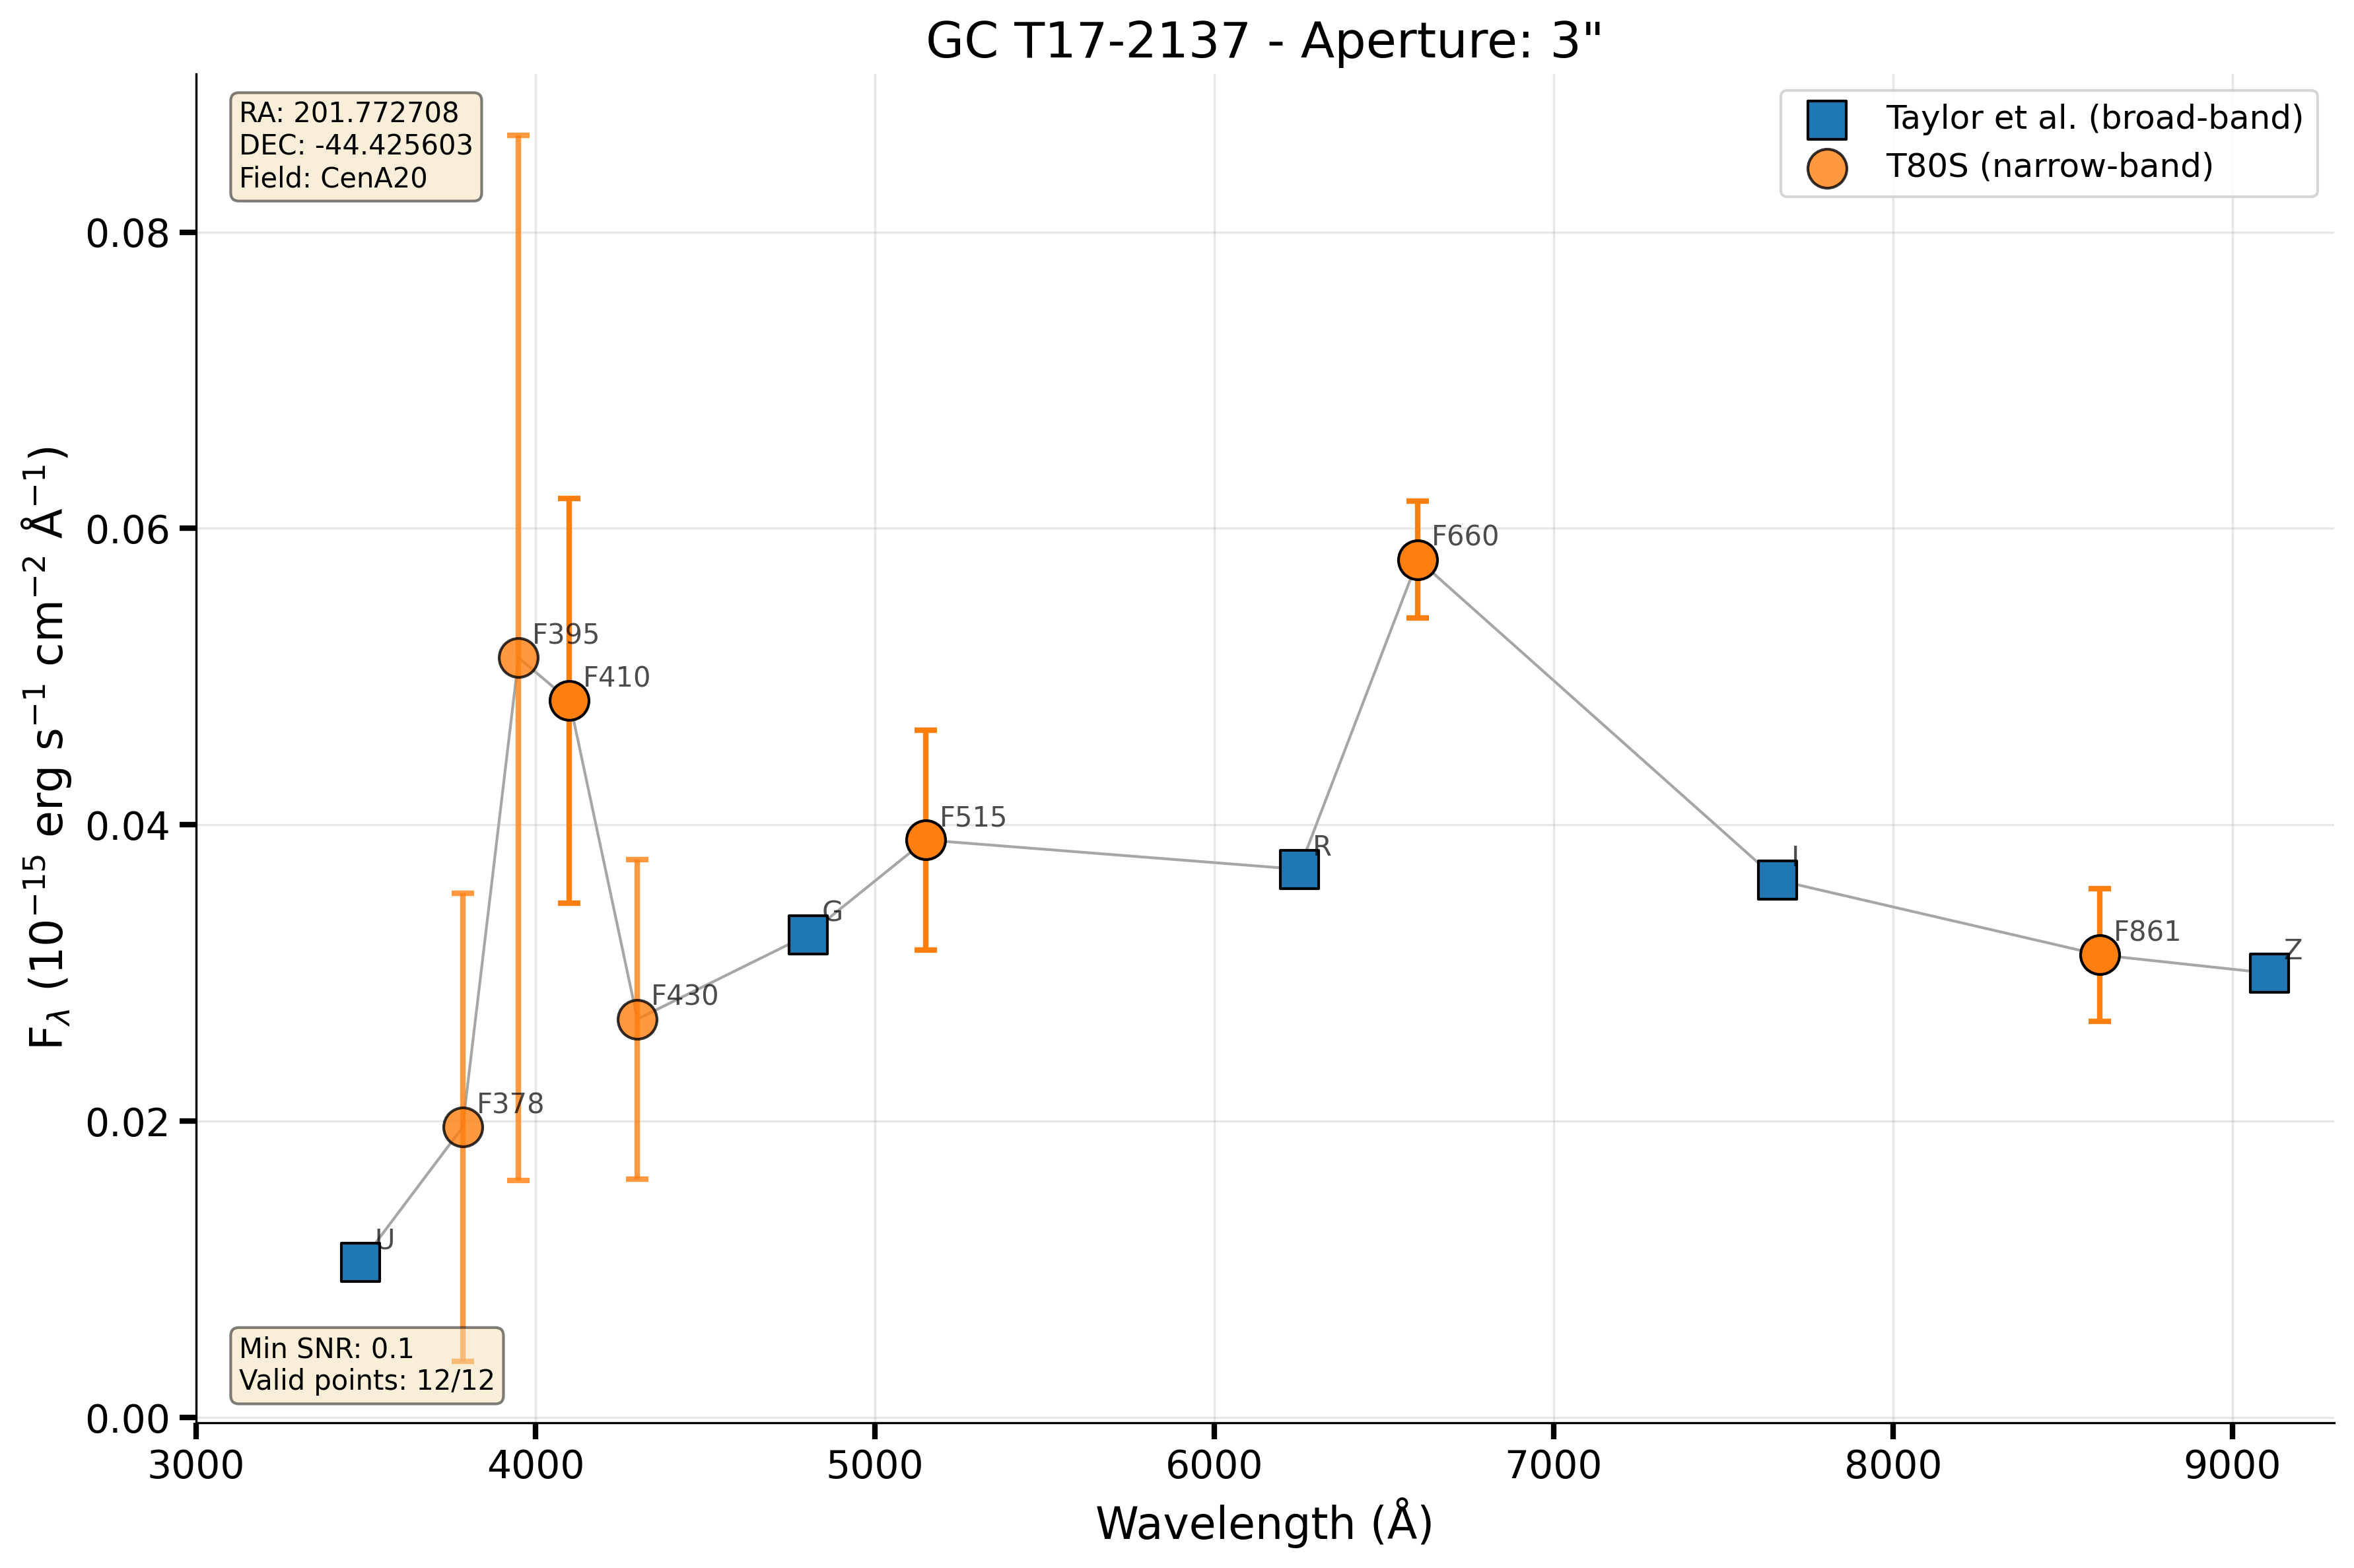 GC T17-2137 - Aperture: 3"
RA: 201.772708
DEC: -44.425603
Field: CenA20
Taylor et al. (broad-band)
T80S (narrow-band)
0.08
0.06
0.04
0.02
0.00
F_λ (10⁻¹⁵ erg s⁻¹ cm⁻² Å⁻¹)
F395
F410
F660
F515
R
I
G
F861
Z
F430
F378
U
Min SNR: 0.1
Valid points: 12/12
3000 4000 5000 6000 7000 8000 9000
Wavelength (Å)